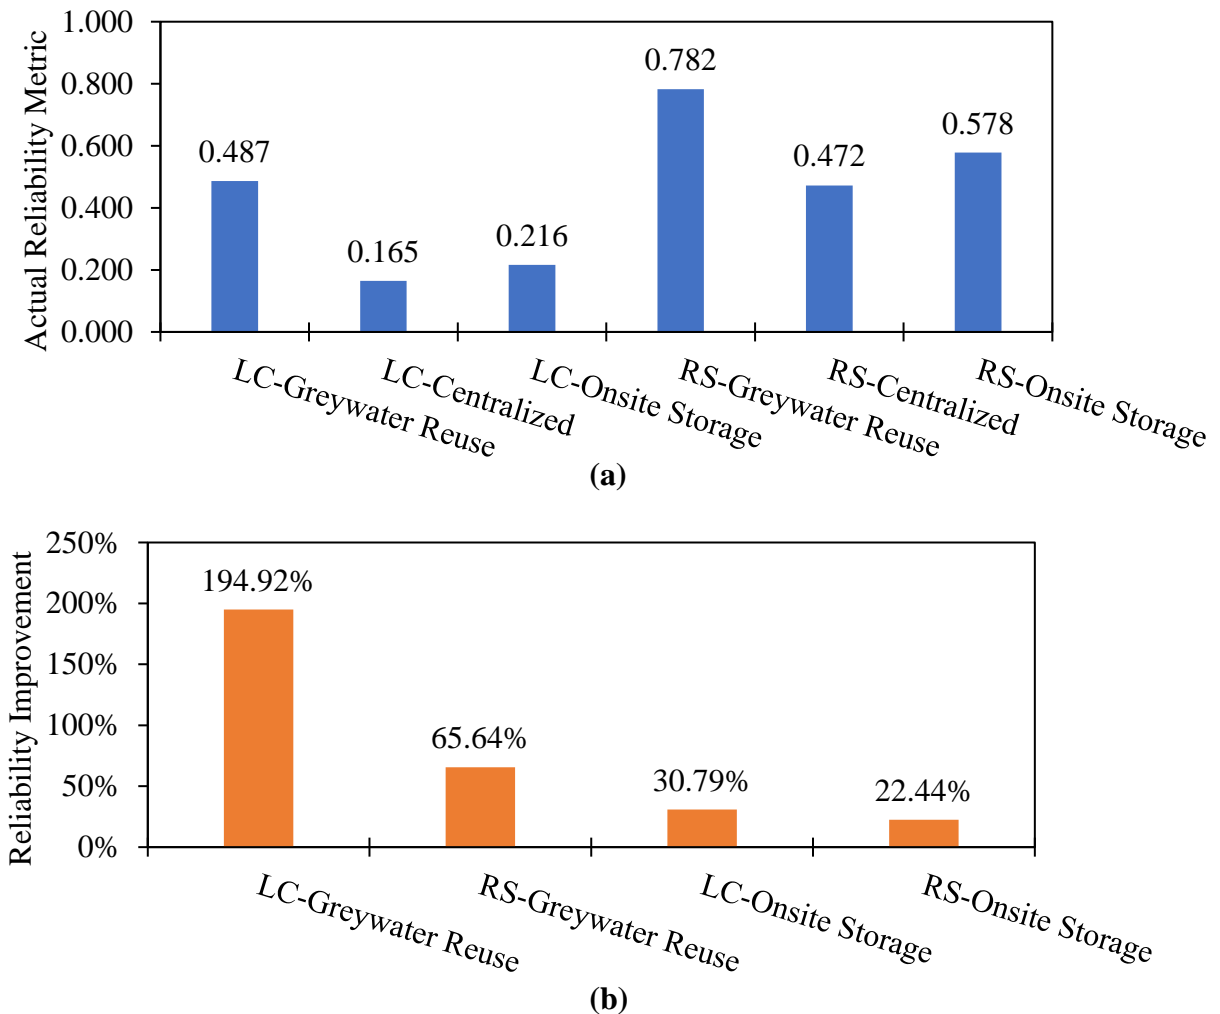 Actual Reliability Metric
1.000
0.800
0.600
0.400
0.200
0.000
0.487
0.165
0.216
0.782
0.472
0.578
LC-Greywater Reuse
LC-Centralized
LC-Onsite Storage
RS-Greywater Reuse
RS-Centralized
RS-Onsite Storage
(a)
Reliability Improvement
250%
200%
150%
100%
50%
0%
194.92%
65.64%
30.79%
22.44%
LC-Greywater Reuse
RS-Greywater Reuse
LC-Onsite Storage
RS-Onsite Storage
(b)